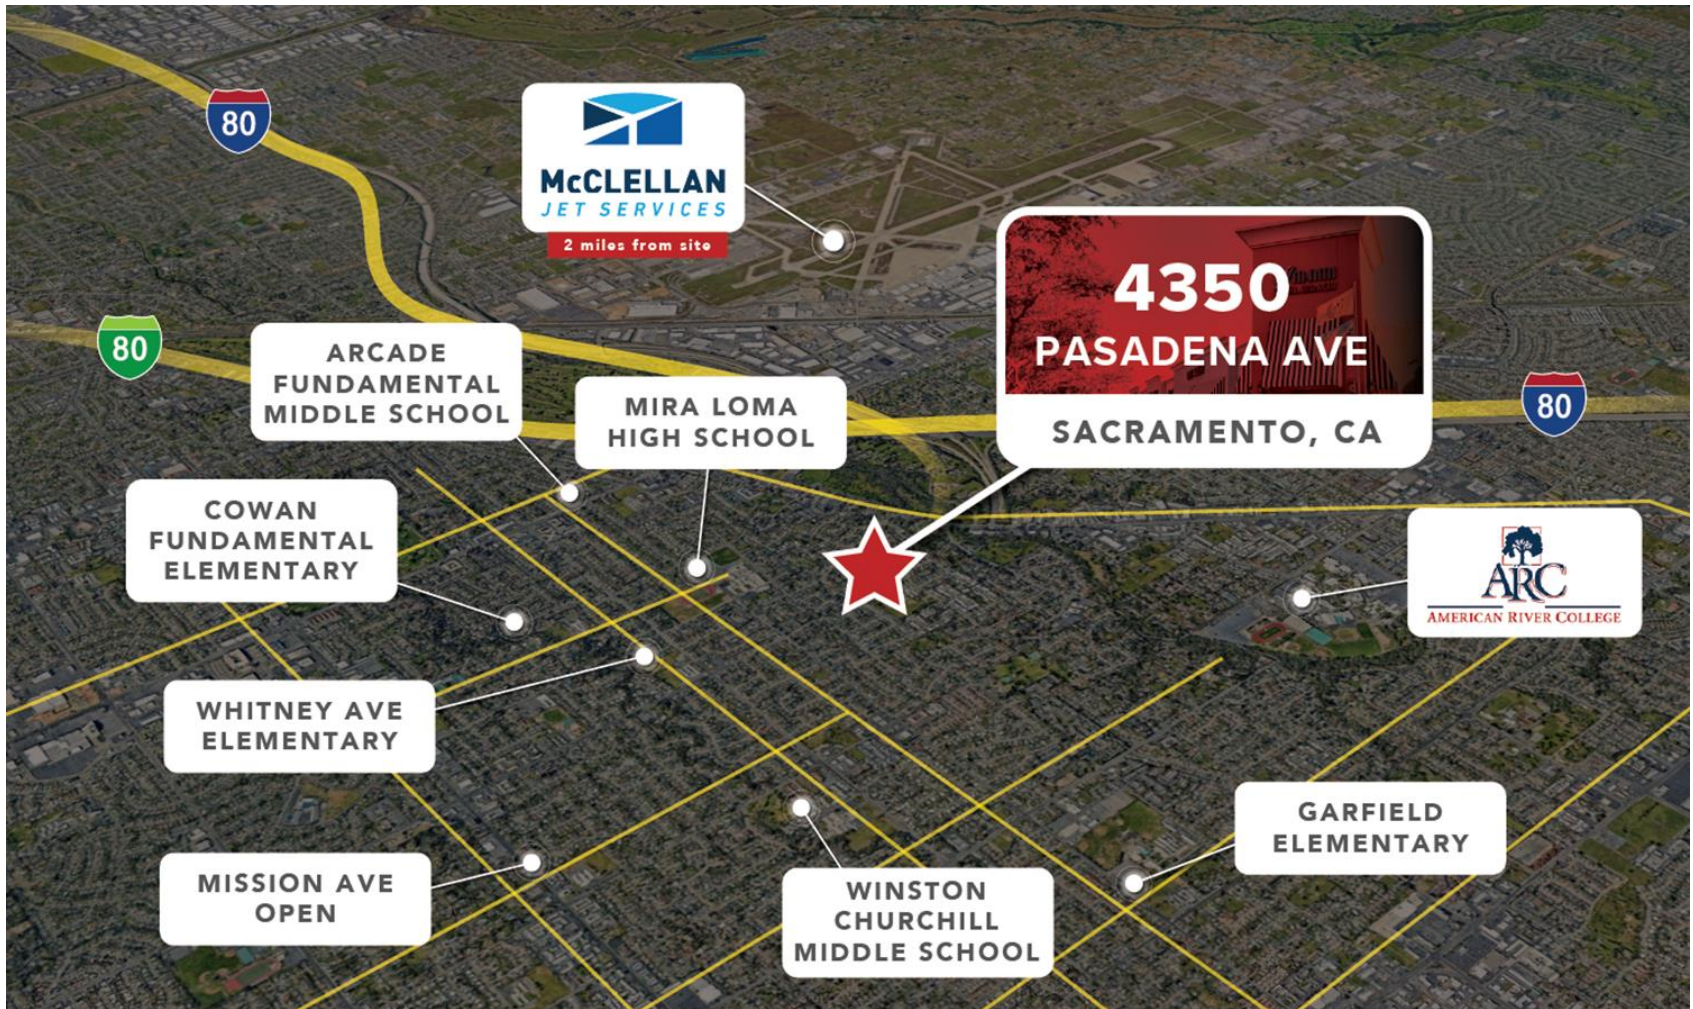 80
McCLELLAN
JET SERVICES
2 miles from site
4350
PASADENA AVE
SACRAMENTO, CA
80
ARCADE
FUNDAMENTAL
MIDDLE SCHOOL
MIRA LOMA
HIGH SCHOOL
80
COWAN
FUNDAMENTAL
ELEMENTARY
ARC
AMERICAN RIVER COLLEGE
WHITNEY AVE
ELEMENTARY
GARFIELD
ELEMENTARY
MISSION AVE
OPEN
WINSTON
CHURCHILL
MIDDLE SCHOOL